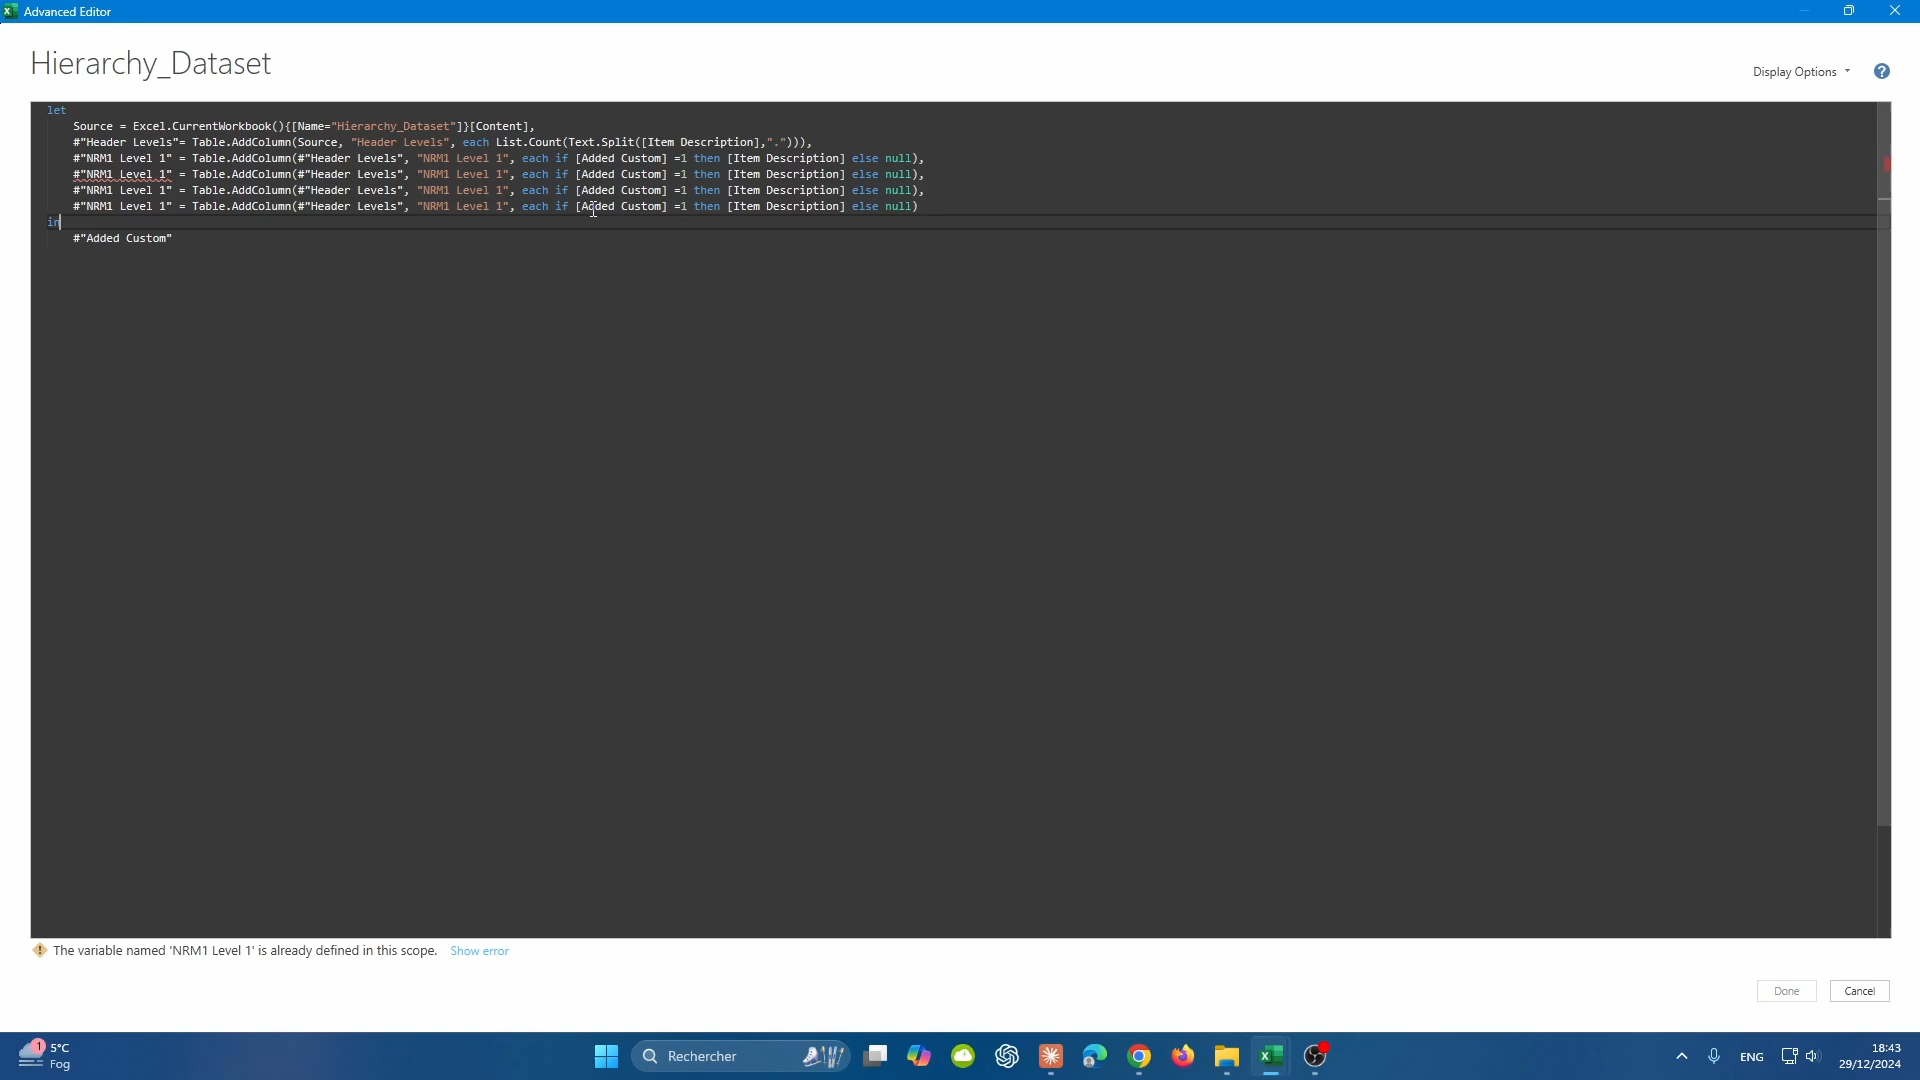 Advanced Editor
Hierarchy_Dataset
Display Options
?
let
Source = Excel.CurrentWorkbook(){[Name="Hierarchy_Dataset"]}[Content],
#"Header Levels"= Table.AddColumn(Source, "Header Levels", each List.Count(Text.Split([Item Description],"."))),
#"NRM1 Level 1" = Table.AddColumn(#"Header Levels", "NRM1 Level 1", each if [Added Custom] =1 then [Item Description] else null),
#"NRM1 Level 1" = Table.AddColumn(#"Header Levels", "NRM1 Level 1", each if [Added Custom] =1 then [Item Description] else null),
#"NRM1 Level 1" = Table.AddColumn(#"Header Levels", "NRM1 Level 1", each if [Added Custom] =1 then [Item Description] else null),
#"NRM1 Level 1" = Table.AddColumn(#"Header Levels", "NRM1 Level 1", each if [Added Custom] =1 then [Item Description] else null)
in
#"Added Custom"
The variable named 'NRM1 Level 1' is already defined in this scope. Show error
Done Cancel
1
5°C
Fog
Rechercher
ENG
18:43
29/12/2024